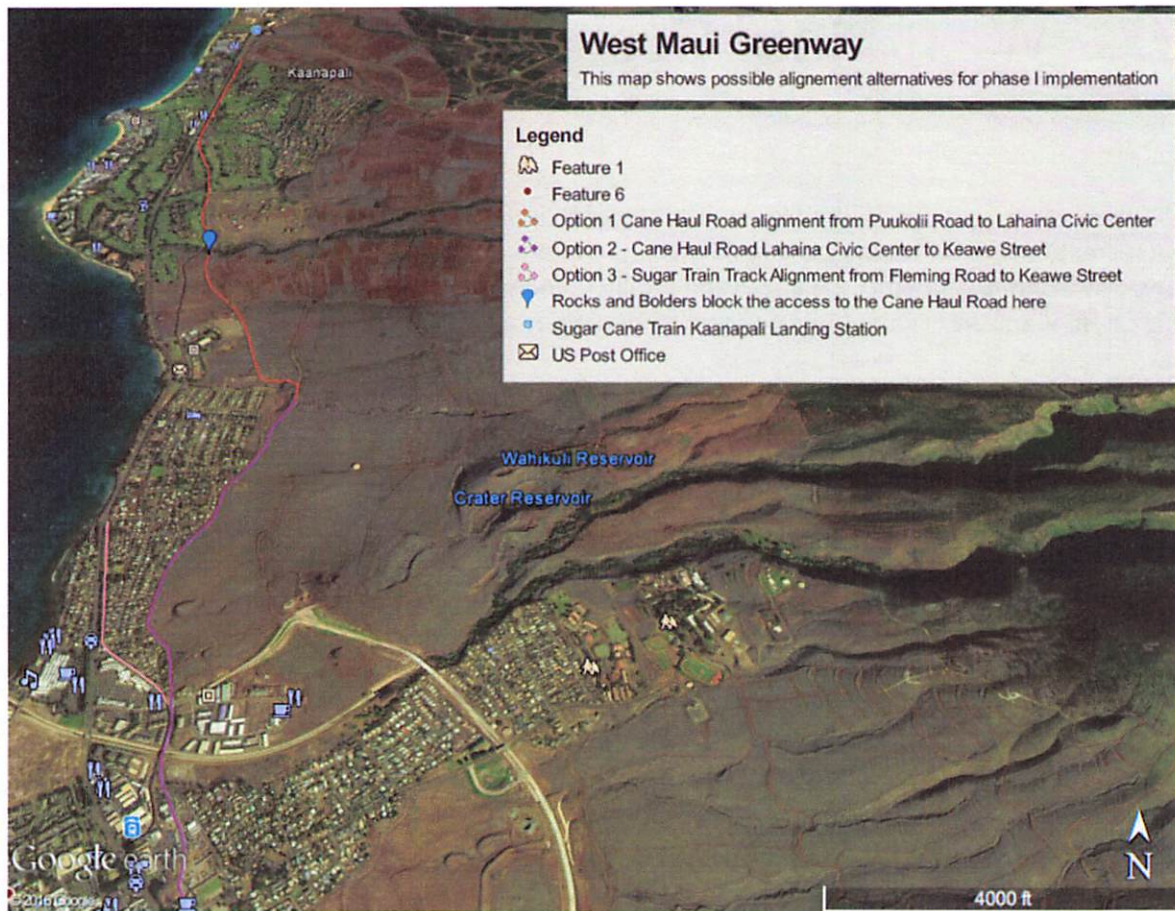 West Maui Greenway
This map shows possible alignement alternatives for phase I implementation
Legend
Feature 1
Feature 6
Option 1 Cane Haul Road alignment from Puukolii Road to Lahaina Civic Center
Option 2 - Cane Haul Road Lahaina Civic Center to Keawe Street
Option 3 - Sugar Train Track Alignment from Fleming Road to Keawe Street
Rocks and Bolders block the access to the Cane Haul Road here
Sugar Cane Train Kaanapali Landing Station
US Post Office
Kaanapali
Wahikuli Reservoir
Crater Reservoir
Google earth
© 2016 Google
N
4000 ft